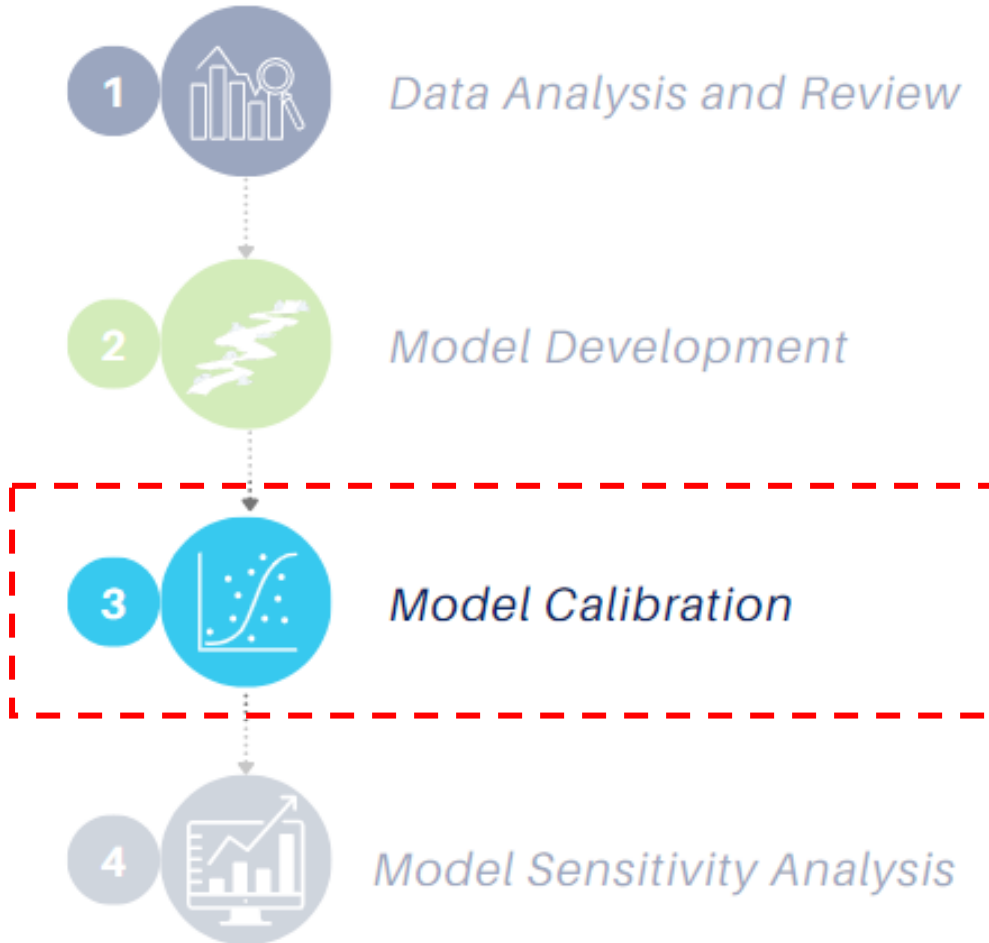 1
Data Analysis and Review
2
Model Development
3
Model Calibration
4
Model Sensitivity Analysis